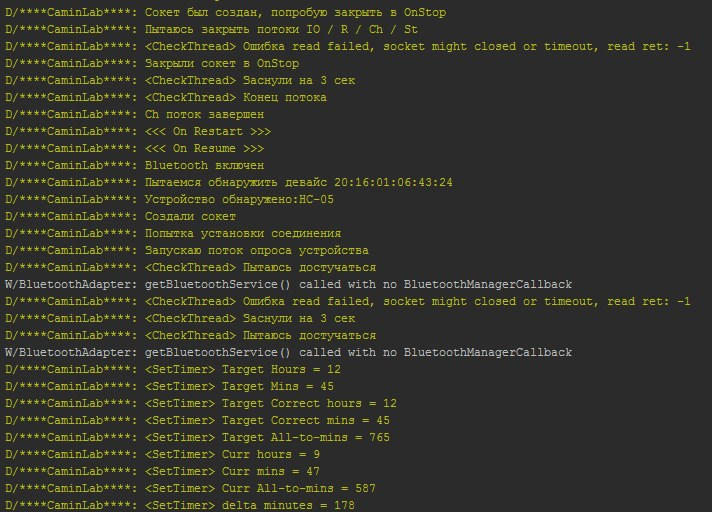 D/****CaminLab****: Сокет был создан, попробую закрыть в OnStop
D/****CaminLab****: Пытаюсь закрыть потоки IO / R / Ch / St
D/****CaminLab****: <CheckThread> Ошибка read failed, socket might closed or timeout, read ret: -1
D/****CaminLab****: Закрыли сокет в OnStop
D/****CaminLab****: <CheckThread> Заснули на 3 сек
D/****CaminLab****: <CheckThread> Конец потока
D/****CaminLab****: Ch поток завершен
D/****CaminLab****: <<< On Restart >>>
D/****CaminLab****: <<< On Resume >>>
D/****CaminLab****: Bluetooth включен
D/****CaminLab****: Пытаемся обнаружить девайс 20:16:01:06:43:24
D/****CaminLab****: Устройство обнаружено:HC-05
D/****CaminLab****: Создали сокет
D/****CaminLab****: Попытка установки соединения
D/****CaminLab****: Запускаю поток опроса устройства
D/****CaminLab****: <CheckThread> Пытаюсь достучаться
W/BluetoothAdapter: getBluetoothService() called with no BluetoothManagerCallback
D/****CaminLab****: <CheckThread> Ошибка read failed, socket might closed or timeout, read ret: -1
D/****CaminLab****: <CheckThread> Заснули на 3 сек
D/****CaminLab****: <CheckThread> Пытаюсь достучаться
W/BluetoothAdapter: getBluetoothService() called with no BluetoothManagerCallback
D/****CaminLab****: <SetTimer> Target Hours = 12
D/****CaminLab****: <SetTimer> Target Mins = 45
D/****CaminLab****: <SetTimer> Target Correct hours = 12
D/****CaminLab****: <SetTimer> Target Correct mins = 45
D/****CaminLab****: <SetTimer> Target All-to-mins = 765
D/****CaminLab****: <SetTimer> Curr hours = 9
D/****CaminLab****: <SetTimer> Curr mins = 47
D/****CaminLab****: <SetTimer> Curr All-to-mins = 587
D/****CaminLab****: <SetTimer> delta minutes = 178